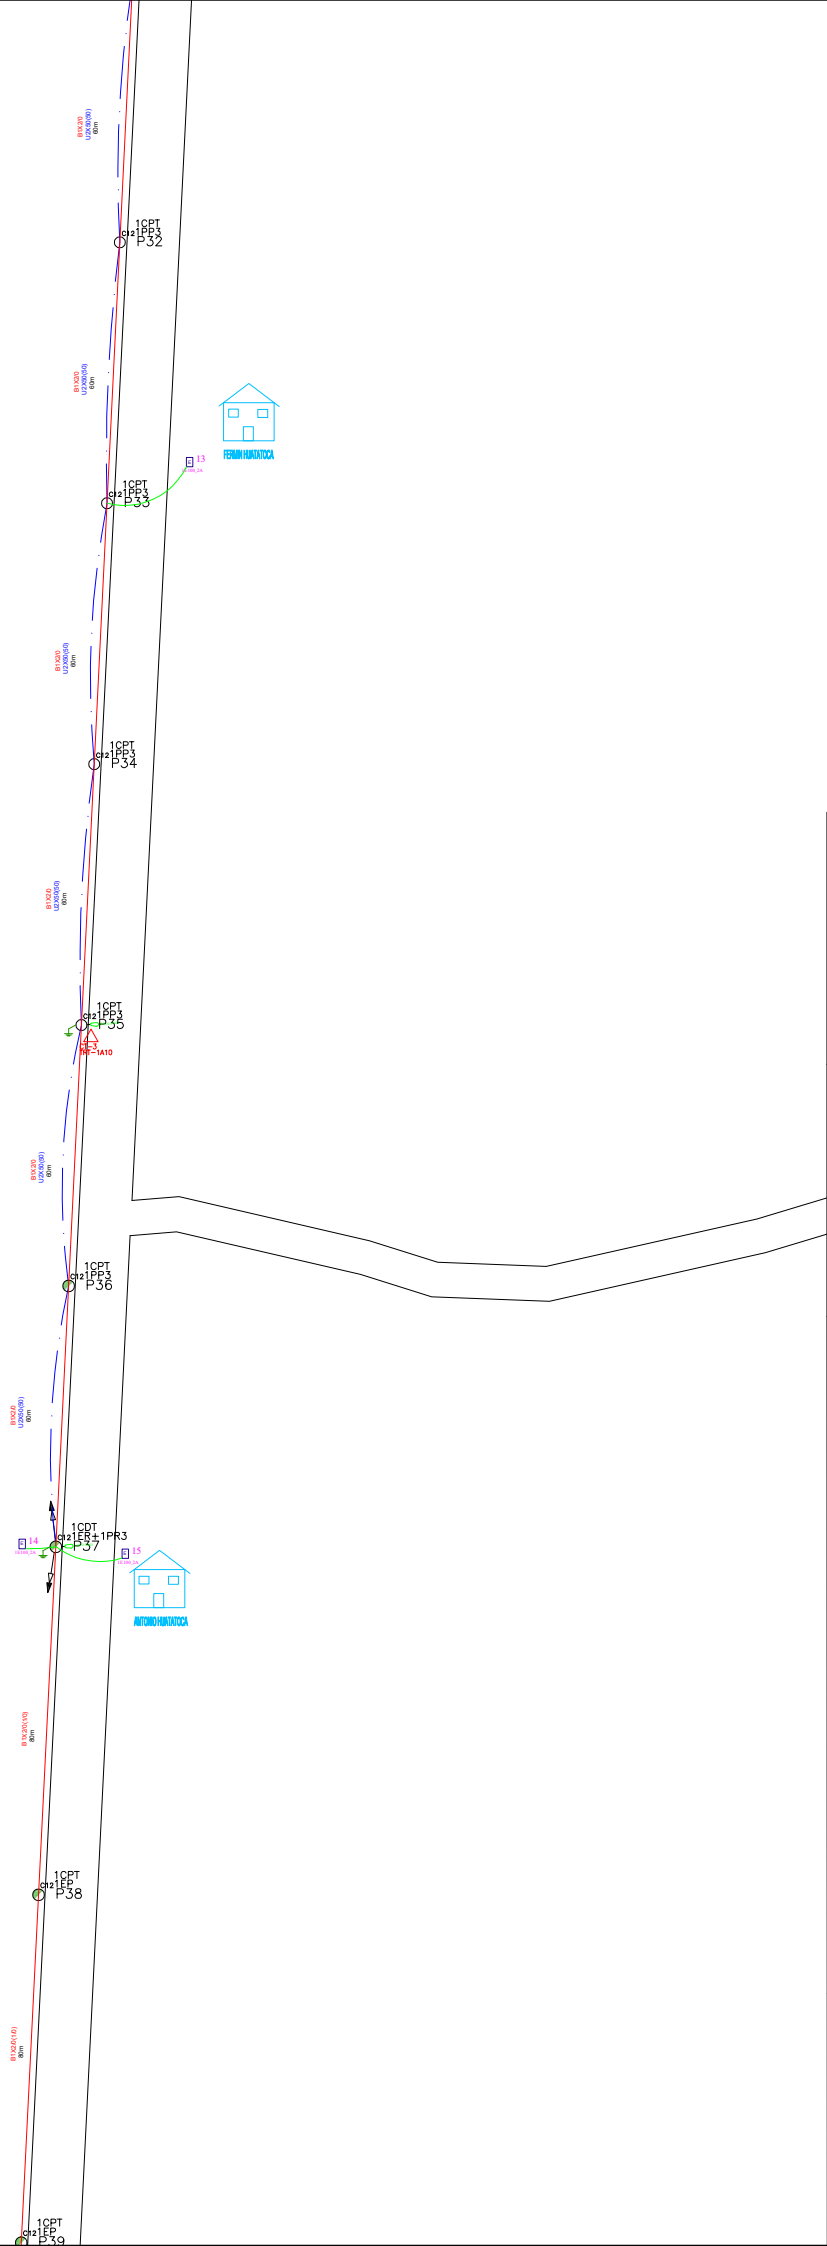 B1X2/0
U2X50(50)
60m
1CPT
C12 1PP3
P32
B1X2/0
U2X50(50)
60m
FERMIN HUATATOCA
13
1CPT
C12 1PP3
P33
B1X2/0
U2X50(50)
60m
1CPT
C12 1PP3
P34
B1X2/0
U2X50(50)
60m
1CPT
C12 1PP3
P35
TRT-1A10
B1X2/0
U2X50(50)
60m
1CPT
C12 1PP3
P36
B1X2/0
U2X50(50)
60m
1CDT
C12 1ER+1PR3
P37
14
15
ANTONIO HUATATOCA
B1X2/0(1/0)
80m
1CPT
C12 1EP
P38
B1X2/0(1/0)
80m
1CPT
C12 1EP
P39